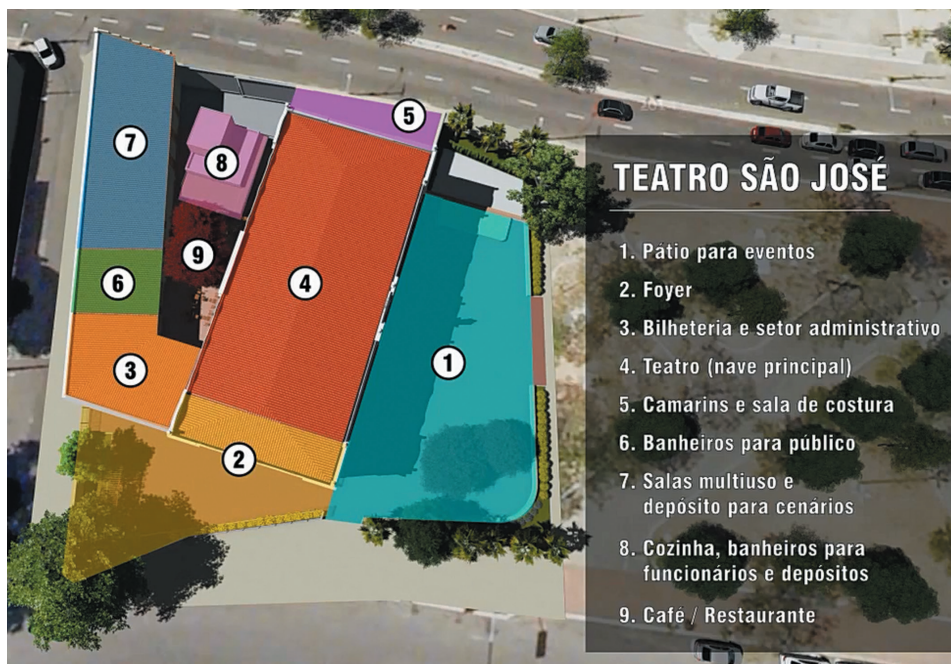 5
7
8
9
6
4
3
1
2
TEATRO SÃO JOSÉ
1. Pátio para eventos
2. Foyer
3. Bilheteria e setor administrativo
4. Teatro (nave principal)
5. Camarins e sala de costura
6. Banheiros para público
7. Salas multiuso e
depósito para cenários
8. Cozinha, banheiros para
funcionários e depósitos
9. Café / Restaurante